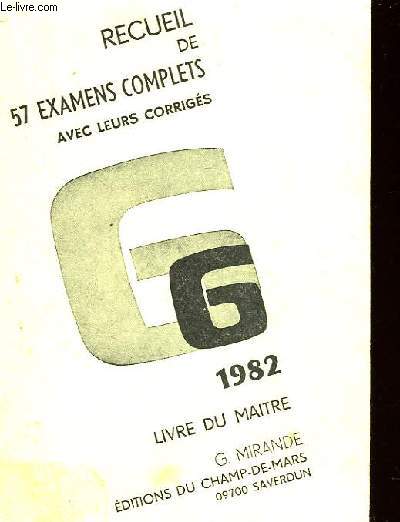 Le-livre.com
RECUEIL
DE
57 EXAMENS COMPLETS
AVEC LEURS CORRIGÉS
G
G
1982
LIVRE DU MAITRE
G. MIRANDE
ÉDITIONS DU CHAMP-DE-MARS
09700 SAVERDUN